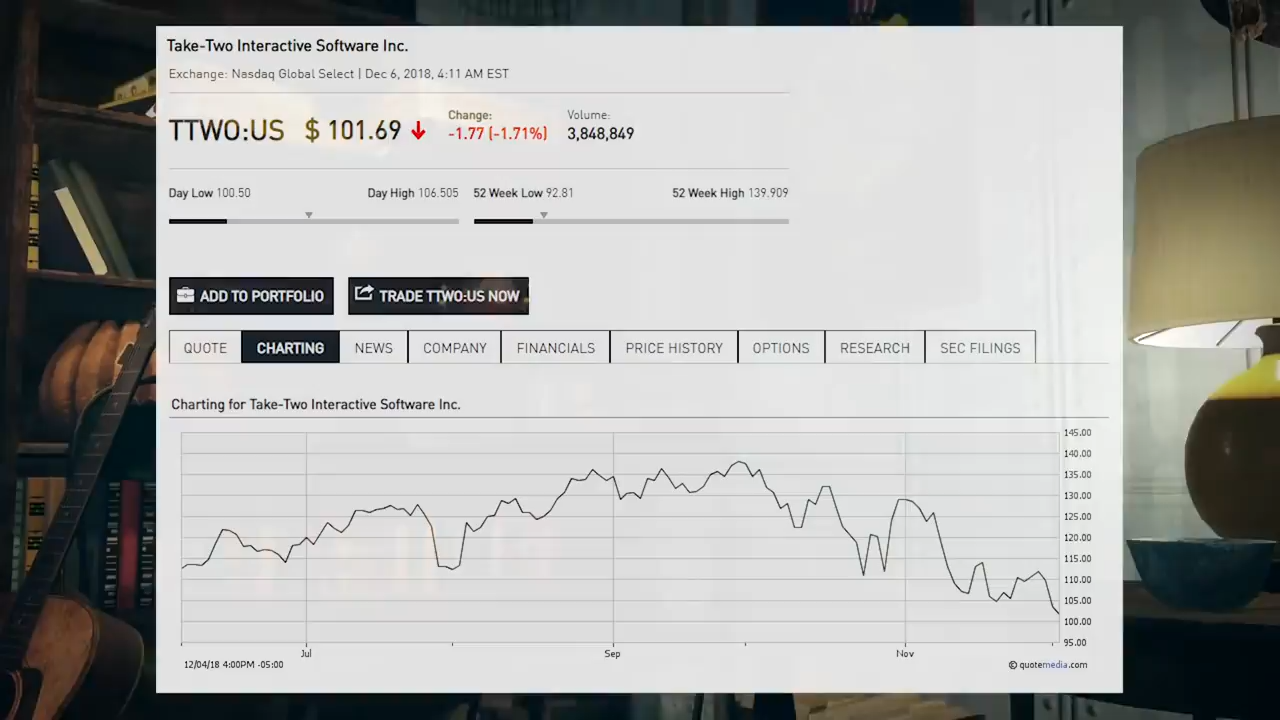 Take-Two Interactive Software Inc.
Exchange: Nasdaq Global Select | Dec 6, 2018, 4:11 AM EST
TTWO:US $ 101.69
Change:
-1.77 (-1.71%)
Volume:
3,848,849
Day Low 100.50 Day High 106.505 52 Week Low 92.81 52 Week High 139.909
ADD TO PORTFOLIO TRADE TTWO:US NOW
QUOTE CHARTING NEWS COMPANY FINANCIALS PRICE HISTORY OPTIONS RESEARCH SEC FILINGS
Charting for Take-Two Interactive Software Inc.
145.00
140.00
135.00
130.00
125.00
120.00
115.00
110.00
105.00
100.00
95.00
Jul Sep Nov
12/04/18 4:00PM -05:00 © quotemedia.com